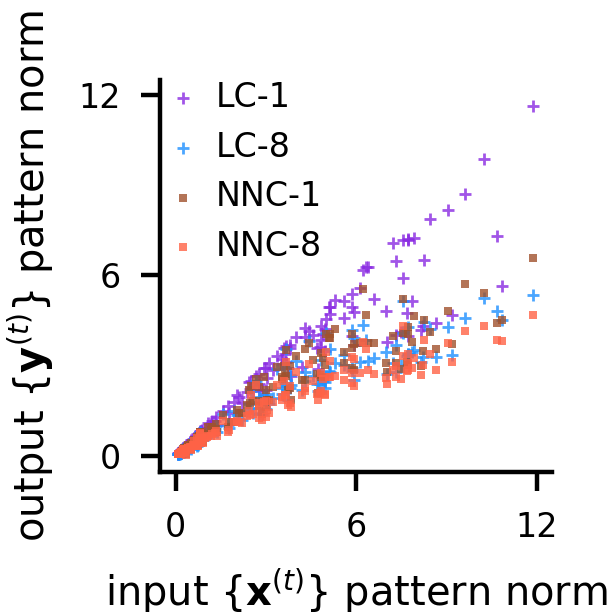 output {𝐲⁽ᵗ⁾} pattern norm
12
6
0
LC-1
LC-8
NNC-1
NNC-8
0 6 12
input {𝐱⁽ᵗ⁾} pattern norm